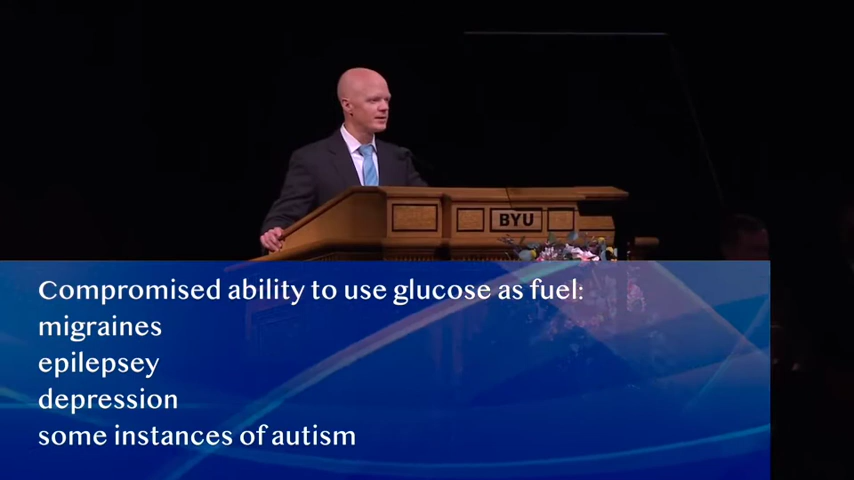 BYU
Compromised ability to use glucose as fuel:
migraines
epilepsey
depression
some instances of autism